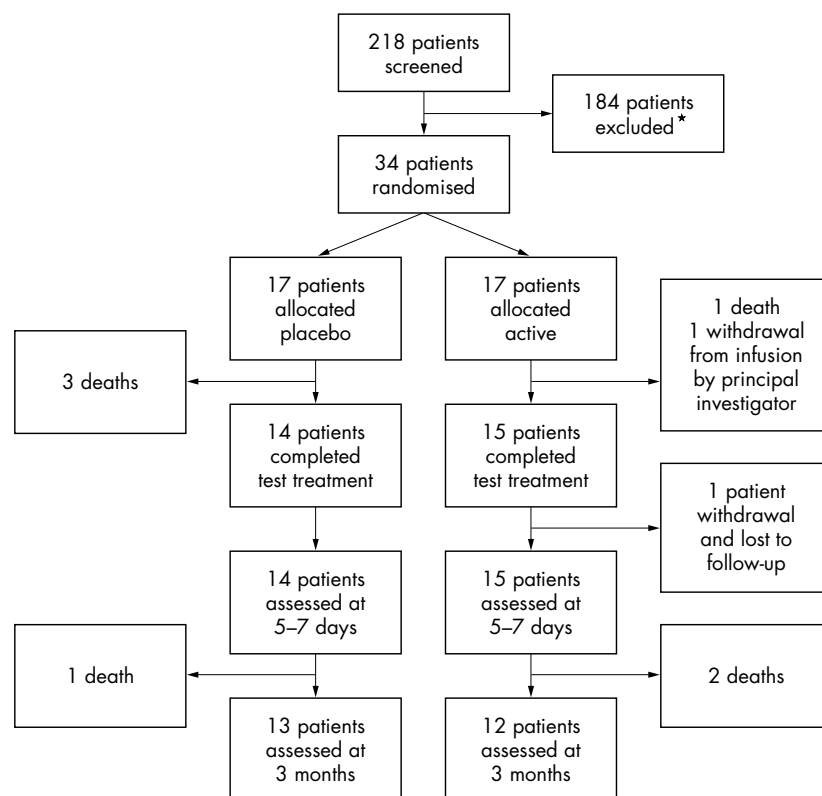 218 patients
screened
184 patients
excluded★
34 patients
randomised
17 patients
allocated
placebo
17 patients
allocated
active
1 death
1 withdrawal
from infusion
by principal
investigator
3 deaths
14 patients
completed
test treatment
15 patients
completed
test treatment
1 patient
withdrawal
and lost to
follow-up
14 patients
assessed at
5–7 days
15 patients
assessed at
5–7 days
1 death
2 deaths
13 patients
assessed at
3 months
12 patients
assessed at
3 months